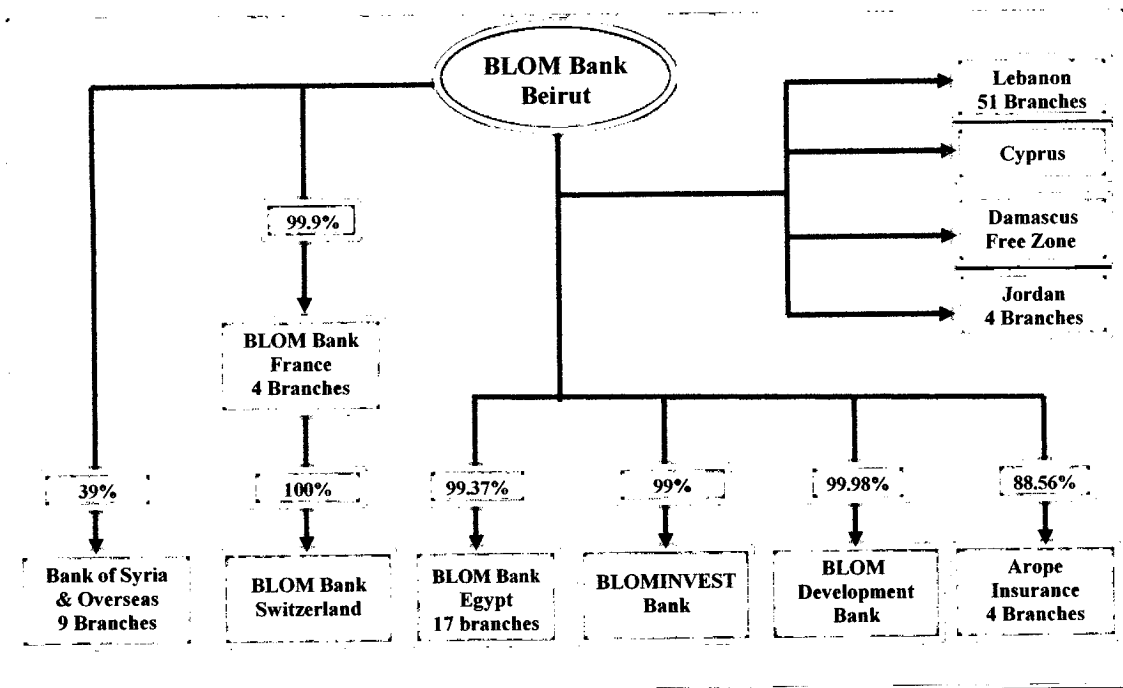 BLOM Bank
Beirut
Lebanon
51 Branches
Cyprus
Damascus
Free Zone
Jordan
4 Branches
99.9%
BLOM Bank
France
4 Branches
39%
100%
99.37%
99%
99.98%
88.56%
Bank of Syria
& Overseas
9 Branches
BLOM Bank
Switzerland
BLOM Bank
Egypt
17 branches
BLOMINVEST
Bank
BLOM
Development
Bank
Arope
Insurance
4 Branches